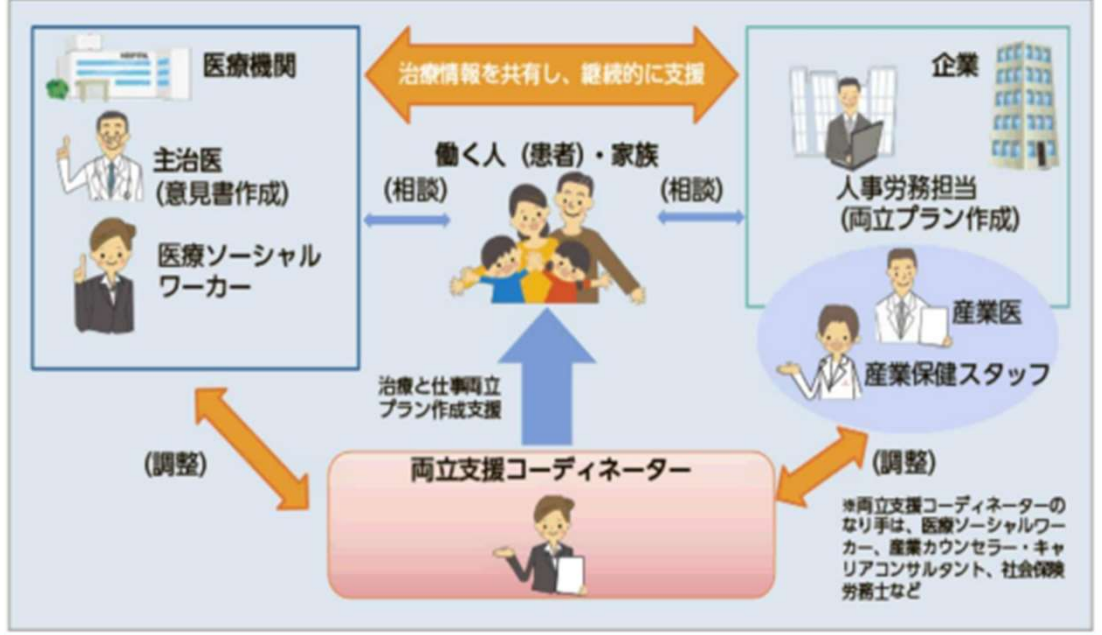 医療機関
主治医
(意見書作成)
医療ソーシャル
ワーカー
治療情報を共有し、継続的に支援
働く人（患者）・家族
(相談)
(相談)
企業
人事労務担当
(両立プラン作成)
産業医
産業保健スタッフ
治療と仕事両立
プラン作成支援
(調整)
両立支援コーディネーター
(調整)
※両立支援コーディネーターの
なり手は、医療ソーシャルワー
カー、産業カウンセラー・キャ
リアコンサルタント、社会保険
労務士など